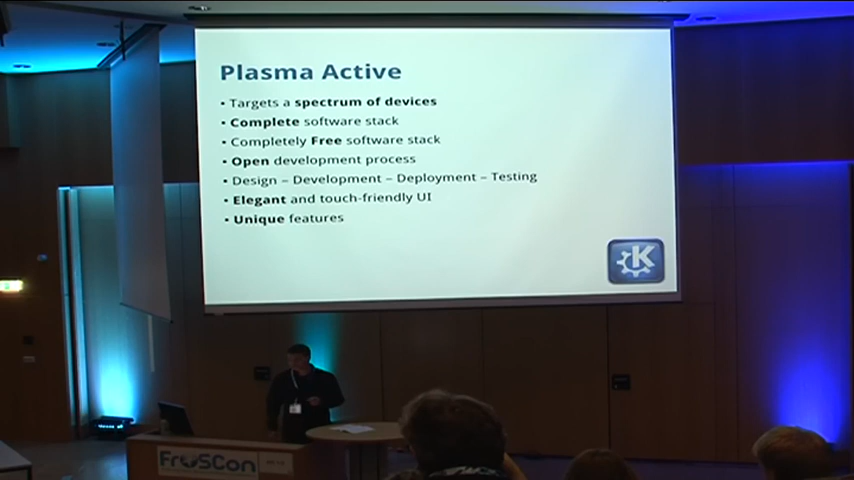 Plasma Active
• Targets a spectrum of devices
• Complete software stack
• Completely Free software stack
• Open development process
• Design – Development – Deployment – Testing
• Elegant and touch-friendly UI
• Unique features
K
FrOSCon